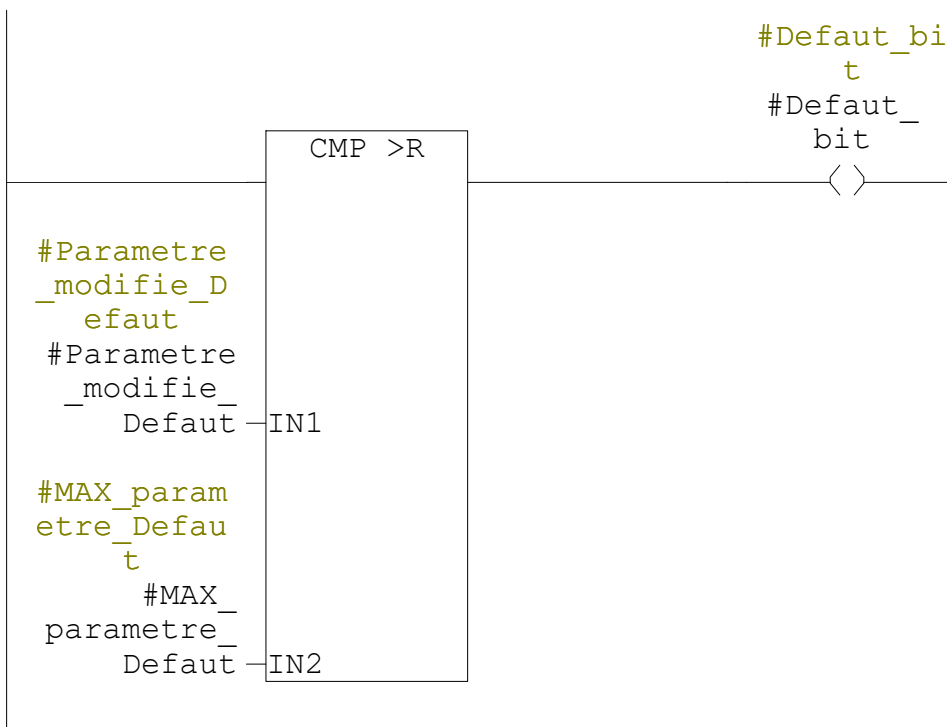 #Defaut_bi
t
#Defaut_
bit
CMP >R
#Parametre
_modifie_D
efaut
#Parametre
_modifie_
Defaut
IN1
#MAX_param
etre_Defau
t
#MAX_
parametre_
Defaut
IN2